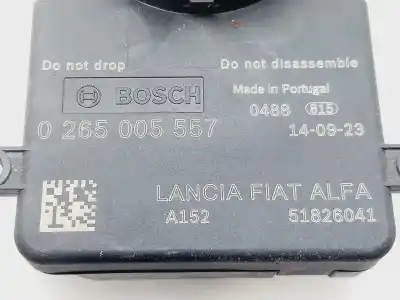 Do not drop Do not disassemble
BOSCH Made in Portugal
0488 615
0 265 005 557 14-09-23
LANCIA FIAT ALFA
A152 51826041